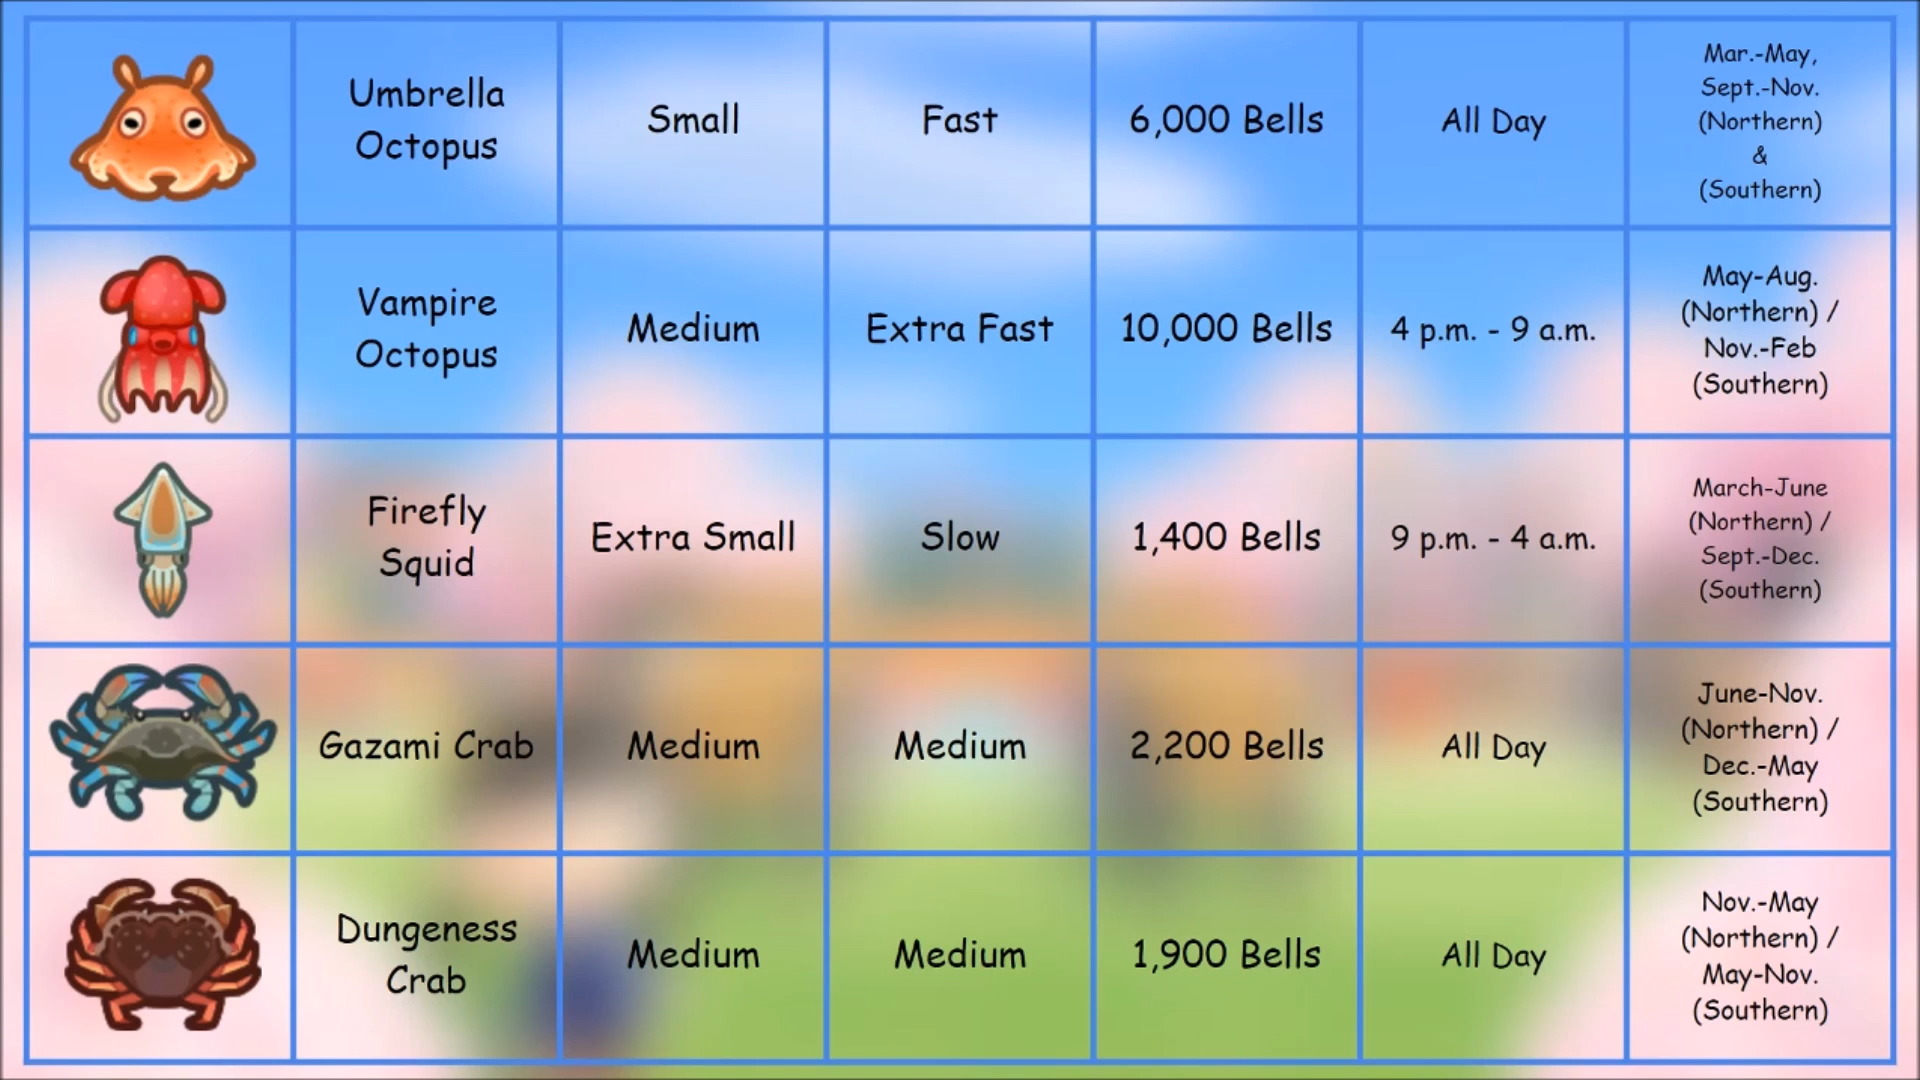 Umbrella
Octopus
Small
Fast
6,000 Bells
All Day
Mar.-May,
Sept.-Nov.
(Northern)
&
(Southern)
Vampire
Octopus
Medium
Extra Fast
10,000 Bells
4 p.m. - 9 a.m.
May-Aug.
(Northern) /
Nov.-Feb
(Southern)
Firefly
Squid
Extra Small
Slow
1,400 Bells
9 p.m. - 4 a.m.
March-June
(Northern) /
Sept.-Dec.
(Southern)
Gazami Crab
Medium
Medium
2,200 Bells
All Day
June-Nov.
(Northern) /
Dec.-May
(Southern)
Dungeness
Crab
Medium
Medium
1,900 Bells
All Day
Nov.-May
(Northern) /
May-Nov.
(Southern)